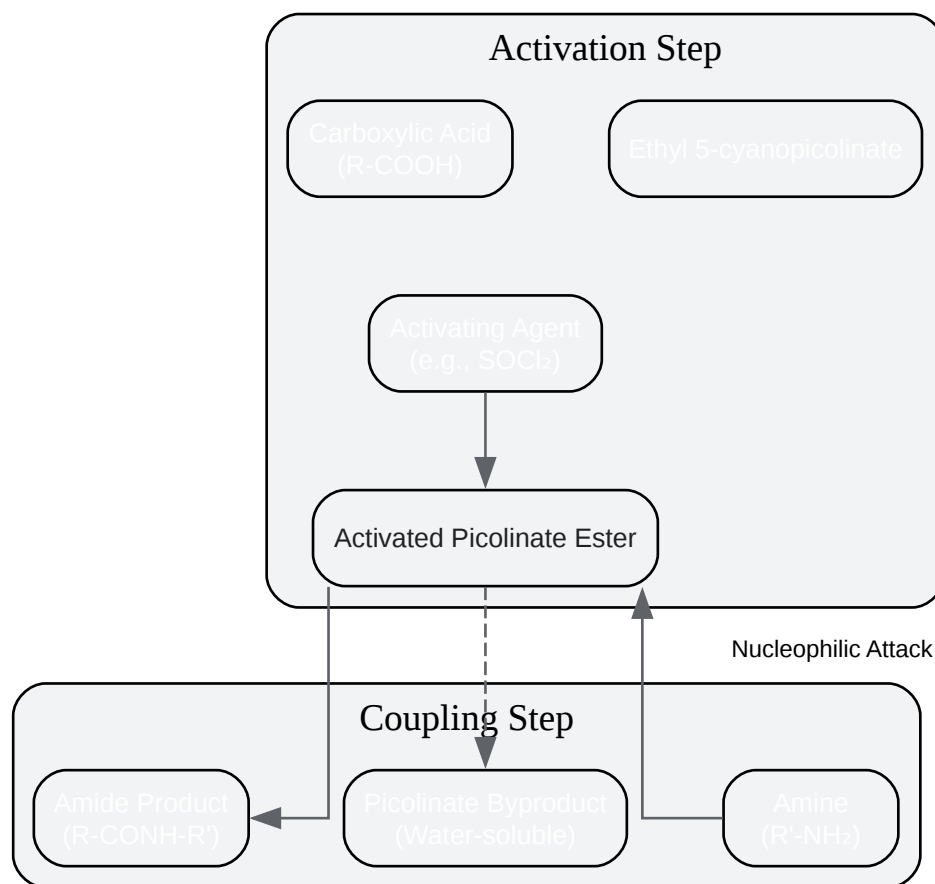 Activation Step
Carboxylic Acid
(R-COOH)
Ethyl 5-cyanopicolinate
Activating Agent
(e.g., SOCl₂)
Activated Picolinate Ester
Nucleophilic Attack
Coupling Step
Amide Product
(R-CONH-R')
Picolinate Byproduct
(Water-soluble)
Amine
(R'-NH₂)